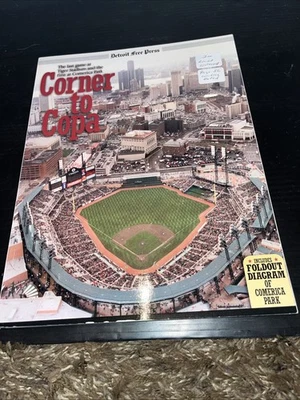 Detroit Free Press
The last game at
Tiger Stadium and the
first at Comerica Park
Corner
to
Copa
INCLUDES
FOLDOUT
DIAGRAM
OF
COMERICA
PARK